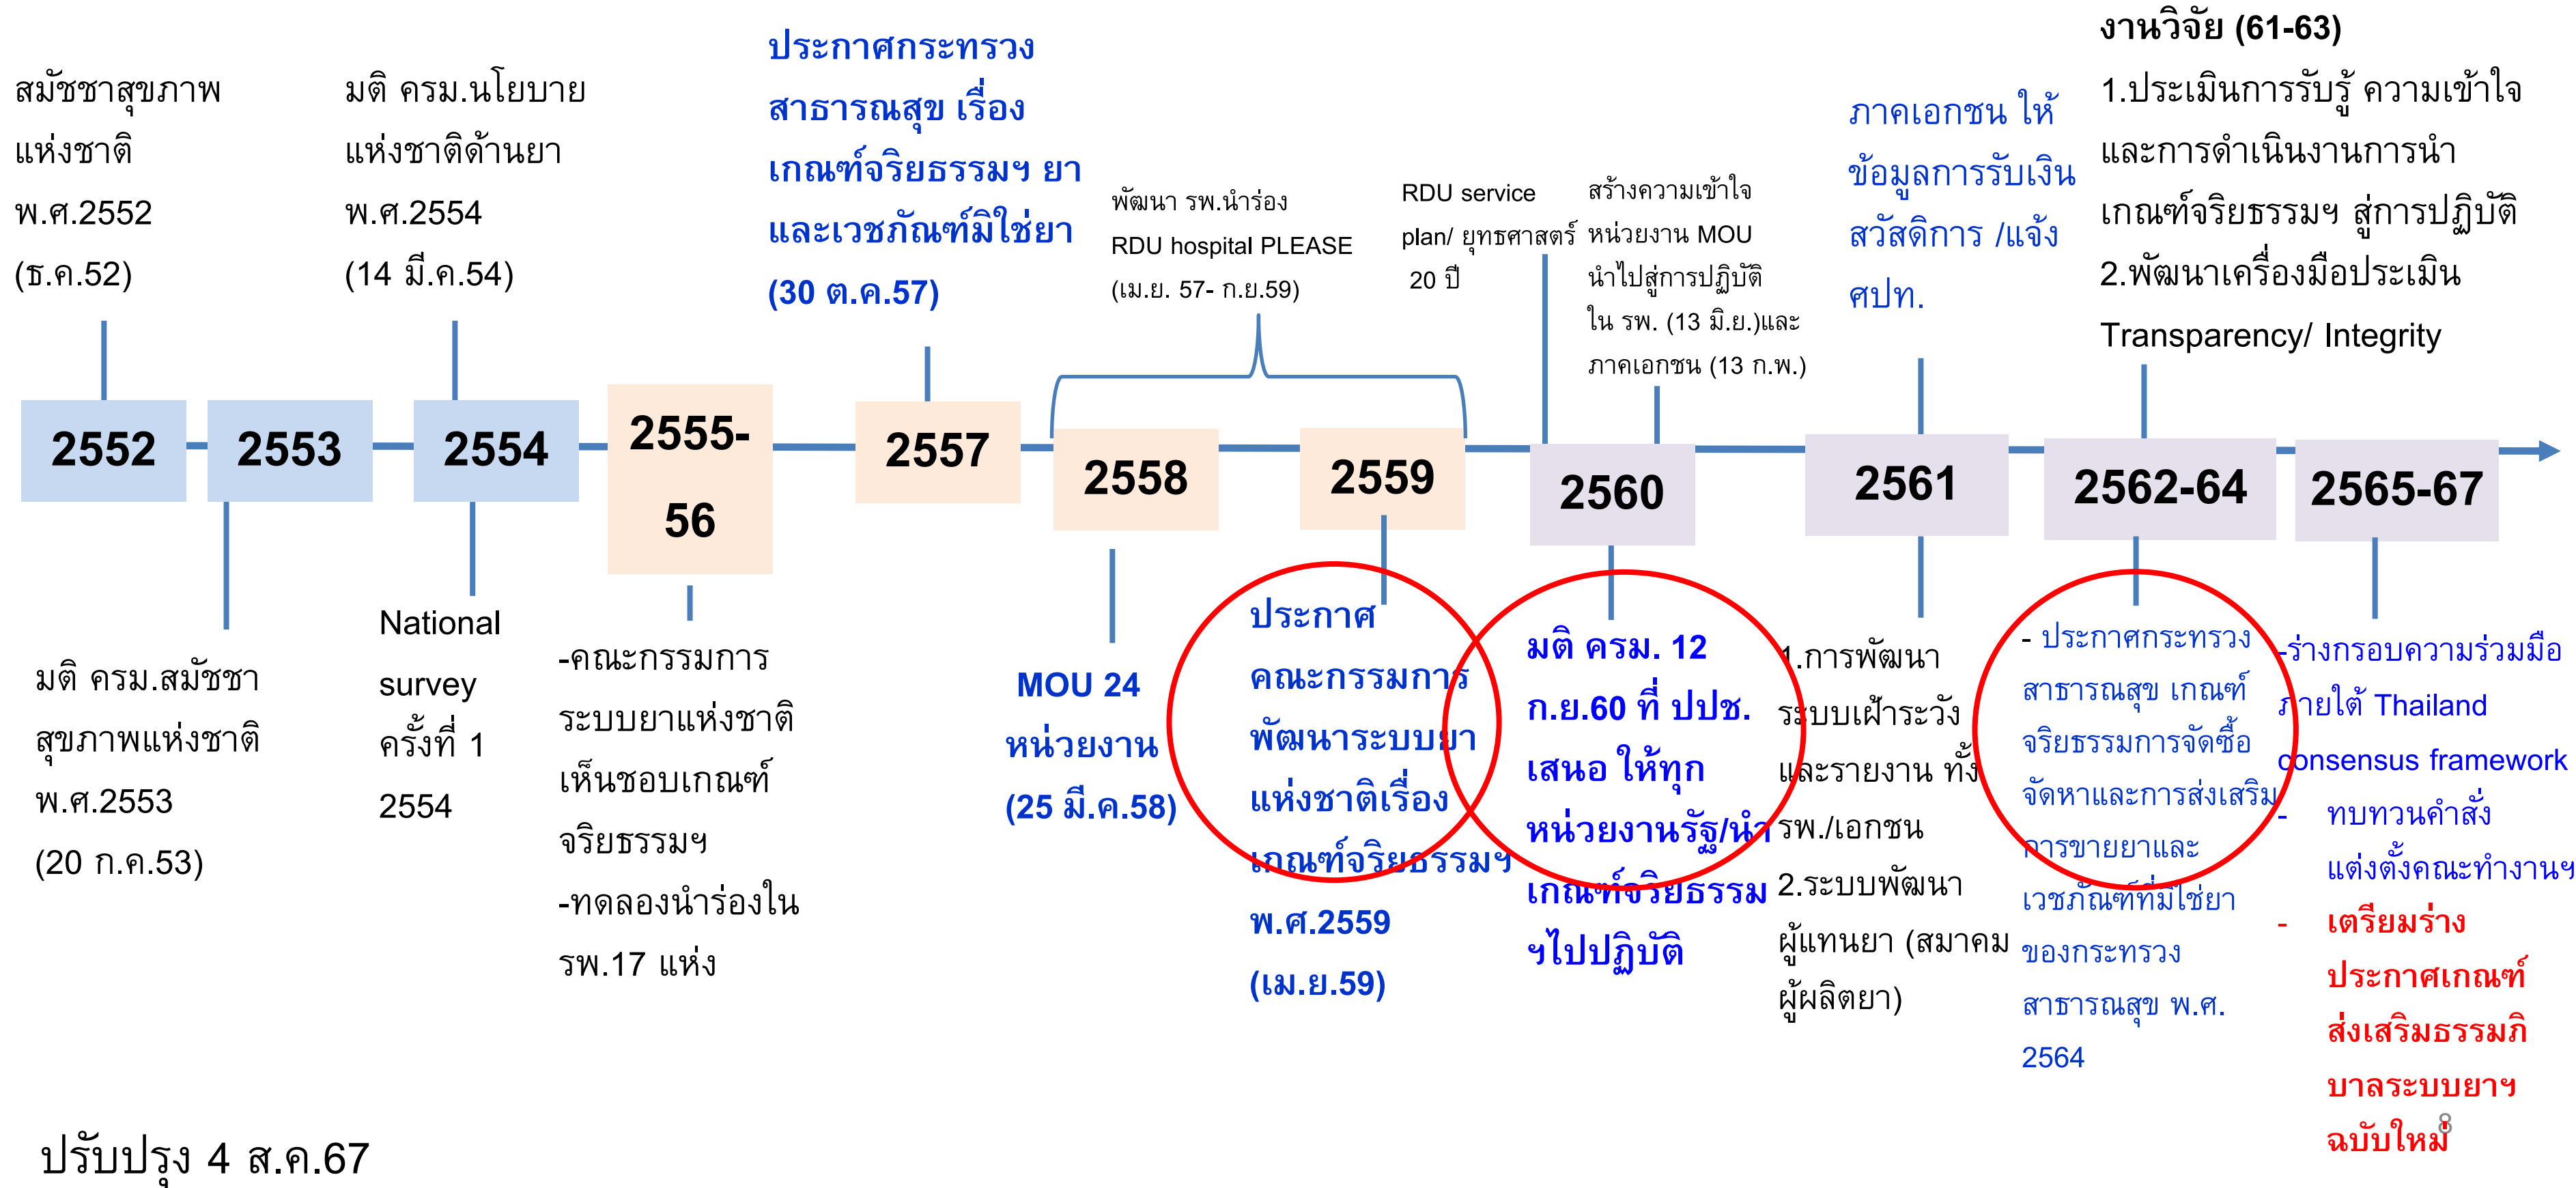 สมัชชาสุขภาพ
แห่งชาติ
พ.ศ.2552
(ธ.ค.52)
มติ ครม.นโยบาย
แห่งชาติด้านยา
พ.ศ.2554
(14 มี.ค.54)
ประกาศกระทรวง
สาธารณสุข เรื่อง
เกณฑ์จริยธรรมฯ ยา
และเวชภัณฑ์มิใช่ยา
(30 ต.ค.57)
พัฒนา รพ.นำร่อง
RDU hospital PLEASE
(เม.ย. 57- ก.ย.59)
RDU service
plan/ ยุทธศาสตร์
20 ปี
สร้างความเข้าใจ
หน่วยงาน MOU
นำไปสู่การปฏิบัติ
ใน รพ. (13 มิ.ย.)และ
ภาคเอกชน (13 ก.พ.)
ภาคเอกชน ให้
ข้อมูลการรับเงิน
สวัสดิการ /แจ้ง
ศปท.
งานวิจัย (61-63)
1.ประเมินการรับรู้ ความเข้าใจ
และการดำเนินงานการนำ
เกณฑ์จริยธรรมฯ สู่การปฏิบัติ
2.พัฒนาเครื่องมือประเมิน
Transparency/ Integrity
2552
2553
2554
2555-
56
2557
2558
2559
2560
2561
2562-64
2565-67
มติ ครม.สมัชชา
สุขภาพแห่งชาติ
พ.ศ.2553
(20 ก.ค.53)
National
survey
ครั้งที่ 1
2554
-คณะกรรมการ
ระบบยาแห่งชาติ
เห็นชอบเกณฑ์
จริยธรรมฯ
-ทดลองนำร่องใน
รพ.17 แห่ง
MOU 24
หน่วยงาน
(25 มี.ค.58)
ประกาศ
คณะกรรมการ
พัฒนาระบบยา
แห่งชาติเรื่อง
เกณฑ์จริยธรรมฯ
พ.ศ.2559
(เม.ย.59)
มติ ครม. 12
ก.ย.60 ที่ ปปช.
เสนอ ให้ทุก
หน่วยงานรัฐ/นำ
เกณฑ์จริยธรรม
ฯไปปฏิบัติ
1.การพัฒนา
ระบบเฝ้าระวัง
และรายงาน ทั้ง
รพ./เอกชน
2.ระบบพัฒนา
ผู้แทนยา (สมาคม
ผู้ผลิตยา)
- ประกาศกระทรวง
สาธารณสุข เกณฑ์
จริยธรรมการจัดซื้อ
จัดหาและการส่งเสริม
การขายยาและ
เวชภัณฑ์ที่มิใช่ยา
ของกระทรวง
สาธารณสุข พ.ศ.
2564
-ร่างกรอบความร่วมมือ
ภายใต้ Thailand
consensus framework
- ทบทวนคำสั่ง
แต่งตั้งคณะทำงานฯ
- เตรียมร่าง
ประกาศเกณฑ์
ส่งเสริมธรรมภิ
บาลระบบยาฯ
ฉบับใหม่
8
ปรับปรุง 4 ส.ค.67